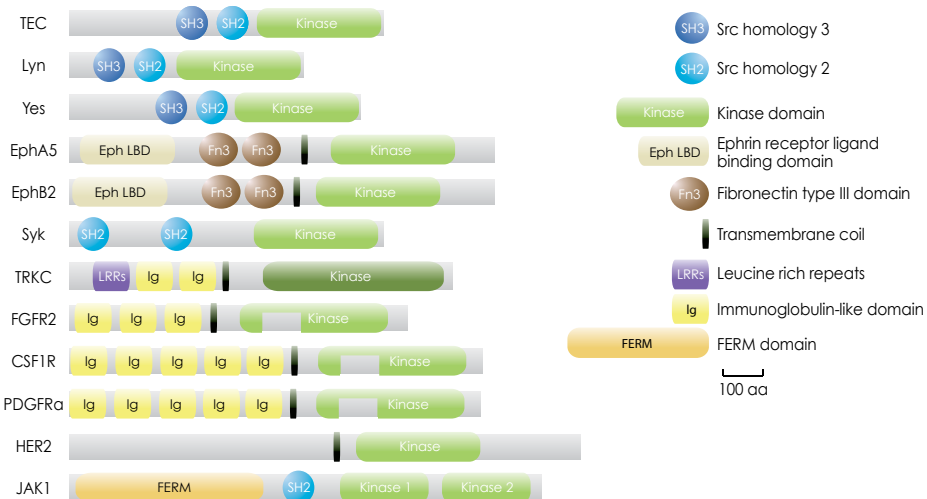 TEC SH3 SH2 Kinase
Lyn SH3 SH2 Kinase
Yes SH3 SH2 Kinase
EphA5 Eph LBD Fn3 Fn3 Kinase
EphB2 Eph LBD Fn3 Fn3 Kinase
Syk SH2 SH2 Kinase
TRKC LRRs Ig Ig Kinase
FGFR2 Ig Ig Ig Kinase
CSF1R Ig Ig Ig Ig Ig Kinase
PDGFRa Ig Ig Ig Ig Ig Kinase
HER2 Kinase
JAK1 FERM SH2 Kinase 1 Kinase 2
SH3 Src homology 3
SH2 Src homology 2
Kinase Kinase domain
Eph LBD Ephrin receptor ligand
binding domain
Fn3 Fibronectin type III domain
Transmembrane coil
LRRs Leucine rich repeats
Ig Immunoglobulin-like domain
FERM FERM domain
100 aa